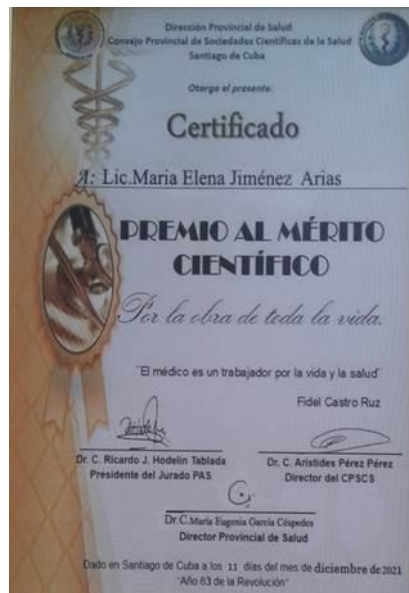 Dirección Provincial de Salud
Consejo Provincial de Sociedades Científicas de la Salud
Santiago de Cuba
Otorga el presente:
Certificado
A: Lic.Maria Elena Jiménez Arias
PREMIO AL MÉRITO
CIENTÍFICO
Por la obra de toda la vida.
"El médico es un trabajador por la vida y la salud"
Fidel Castro Ruz
Dr. C. Ricardo J. Hodelin Tablada
Presidente del Jurado PAS
Dr. C. Aristides Pérez Pérez
Director del CPSCS
Dr.C.Maria Eugenia García Céspedes
Director Provincial de Salud
Dado en Santiago de Cuba a los 11 dias del mes de diciembre de 2021
"Año 63 de la Revolución"